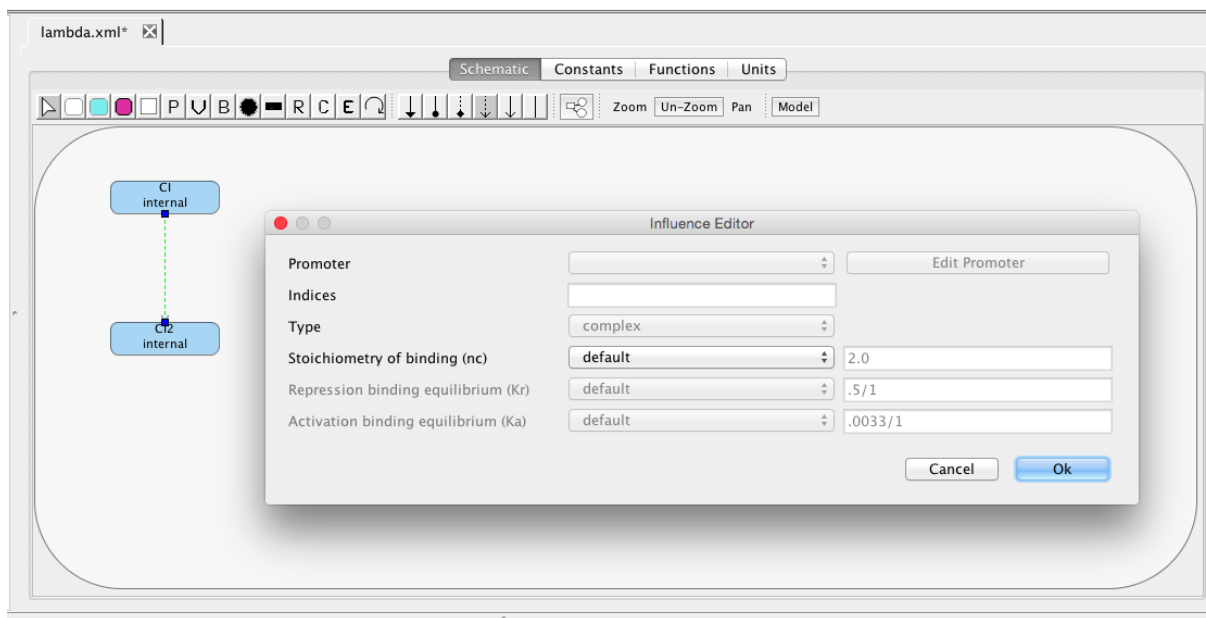 lambda.xml*
Schematic Constants Functions Units
P V B R C E Zoom Un-Zoom Pan Model
CI
internal
CI2
internal
Influence Editor
Promoter Edit Promoter
Indices
Type complex
Stoichiometry of binding (nc) default 2.0
Repression binding equilibrium (Kr) default .5/1
Activation binding equilibrium (Ka) default .0033/1
Cancel Ok